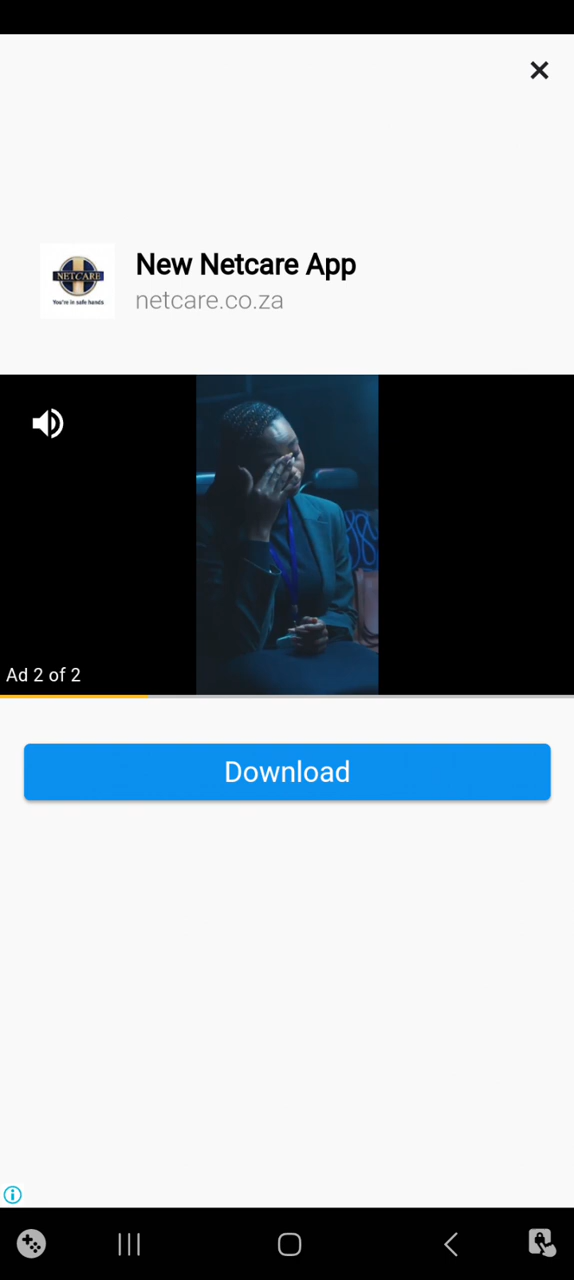 New Netcare App
NETCARE
You're in safe hands
netcare.co.za
Ad 2 of 2
Download